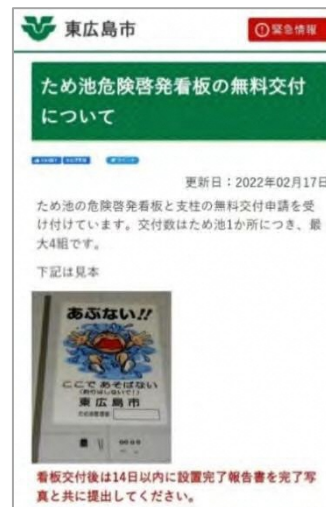 東広島市
緊急情報
ため池危険啓発看板の無料交付
について
更新日：2022年02月17日
ため池の危険啓発看板と支柱の無料交付申請を受
け付けています。交付数はため池1か所につき、最
大4組です。
下記は見本
あぶない!!
ここで あそばない
(釣りはしないで！)
東広島市
看板交付後は14日以内に設置完了報告書を完了写
真と共に提出してください。